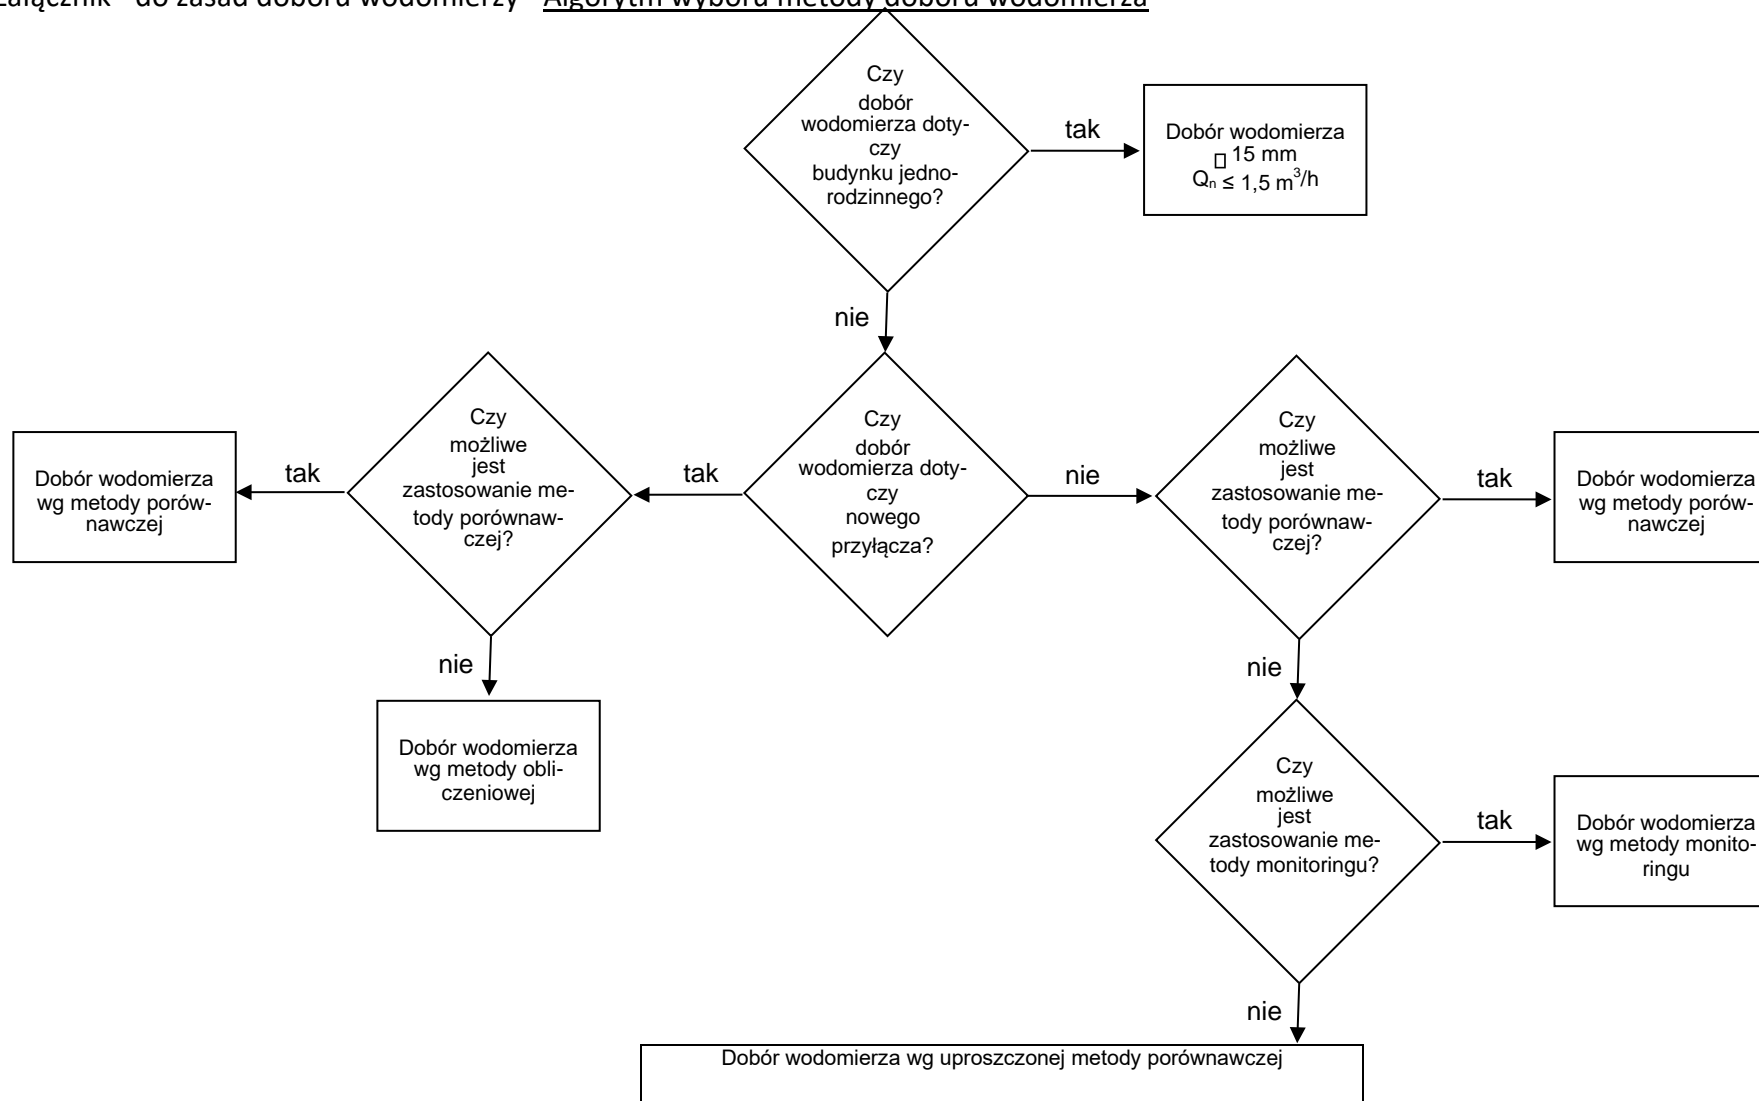 Załącznik do zasad doboru wodomierzy Algorytm wyboru metody doboru wodomierza
Czy
dobór
wodomierza doty-
czy
budynku jedno-
rodzinnego?
tak
Dobór wodomierza
▯ 15 mm
Qn ≤ 1,5 m³/h
nie
Czy
dobór
wodomierza doty-
czy
nowego
przyłącza?
tak
Czy
możliwe
jest
zastosowanie me-
tody porównaw-
czej?
tak
Dobór wodomierza
wg metody porów-
nawczej
nie
Dobór wodomierza
wg metody obli-
czeniowej
nie
Czy
możliwe
jest
zastosowanie me-
tody porównaw-
czej?
tak
Dobór wodomierza
wg metody porów-
nawczej
nie
Czy
możliwe
jest
zastosowanie me-
tody monitoringu?
tak
Dobór wodomierza
wg metody monito-
ringu
nie
Dobór wodomierza wg uproszczonej metody porównawczej